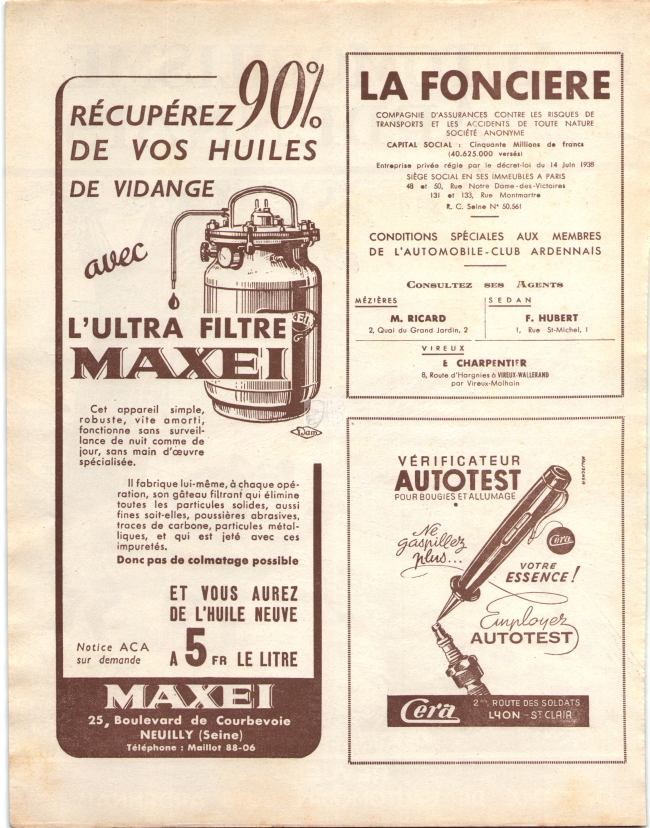 RÉCUPÉREZ 90%
DE VOS HUILES
DE VIDANGE
avec
L'ULTRA FILTRE
MAXEI
Cet appareil simple,
robuste, vite amorti,
fonctionne sans surveil-
lance de nuit comme de
jour, sans main d'œuvre
spécialisée.
Il fabrique lui-même, à chaque opé-
ration, son gâteau filtrant qui élimine
toutes les particules solides, aussi
fines soit-elles, poussières abrasives,
traces de carbone, particules métal-
liques, et qui est jeté avec ces
impuretés.
Donc pas de colmatage possible
ET VOUS AUREZ
DE L'HUILE NEUVE
A 5 FR LE LITRE
Notice ACA
sur demande
MAXEI
25, Boulevard de Courbevoie
NEUILLY (Seine)
Téléphone : Maillot 88-06
LA FONCIERE
COMPAGNIE D'ASSURANCES CONTRE LES RISQUES DE
TRANSPORTS ET LES ACCIDENTS DE TOUTE NATURE
SOCIÉTÉ ANONYME
CAPITAL SOCIAL : Cinquante Millions de francs
(40.625.000 versés)
Entreprise privée régie par le décret-loi du 14 Juin 1938
SIÈGE SOCIAL EN SES IMMEUBLES A PARIS
48 et 50, Rue Notre Dame-des-Victoires
131 et 133, Rue Montmartre
R. C. Seine N° 50.561
CONDITIONS SPÉCIALES AUX MEMBRES
DE L'AUTOMOBILE-CLUB ARDENNAIS
CONSULTEZ SES AGENTS
MÉZIÈRES
M. RICARD
2, Quai du Grand Jardin, 2
SEDAN
F. HUBERT
1, Rue St-Michel, 1
VIREUX
E CHARPENTIER
8, Route d'Hargnies à VIREUX-WALLERAND
par Vireux-Molhain
VÉRIFICATEUR
AUTOTEST
POUR BOUGIES ET ALLUMAGE
Ne
gaspillez
plus...
Céra
VOTRE
ESSENCE !
Employez
AUTOTEST
Céra
ROUTE DES SOLDATS
LYON - ST CLAIR